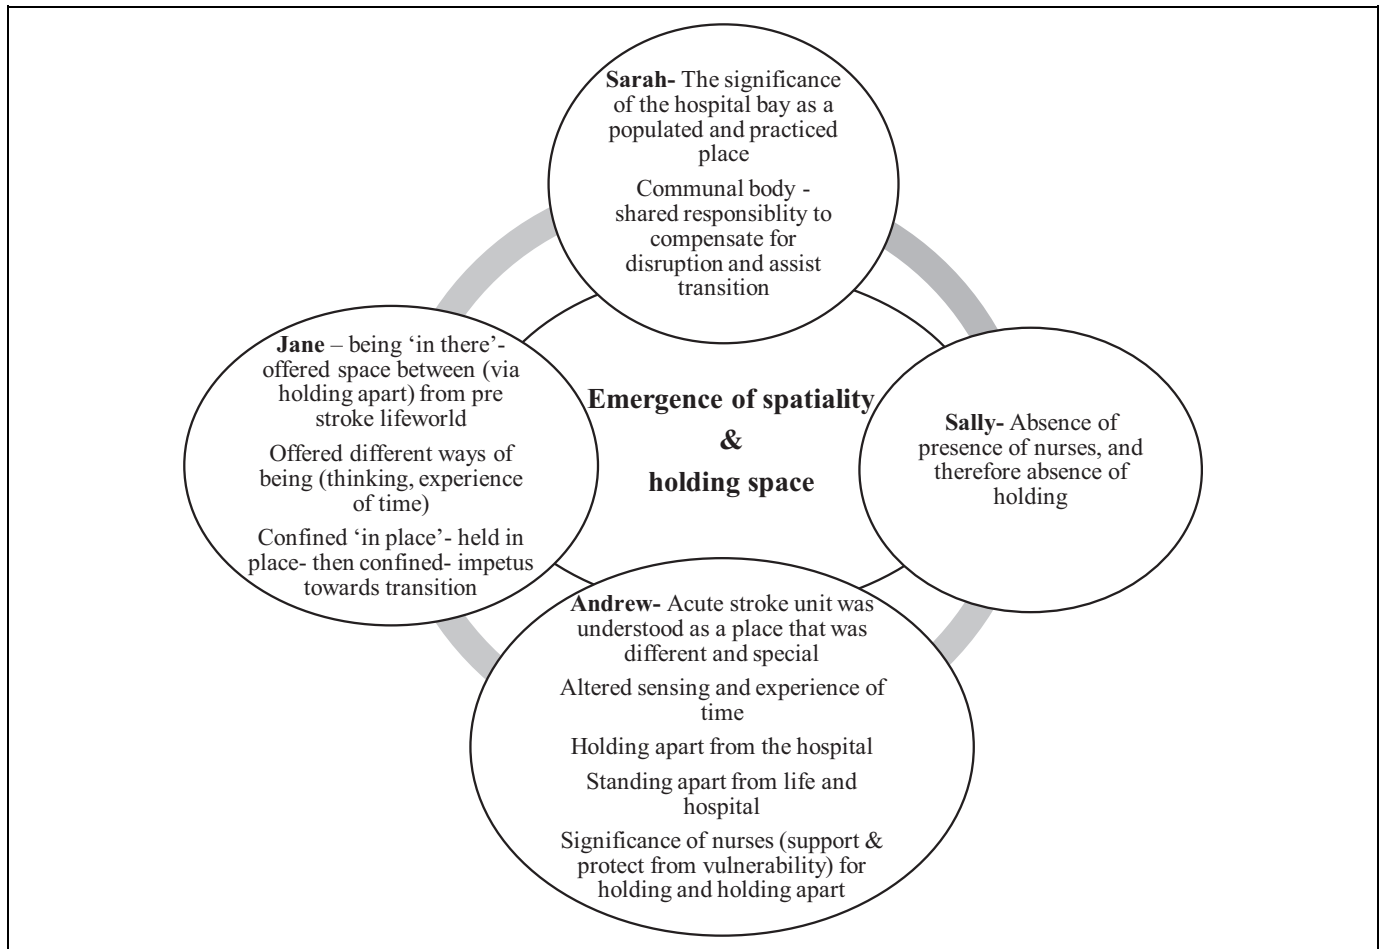 Sarah- The significance
of the hospital bay as a
populated and practiced
place
Communal body -
shared responsiblity to
compensate for
disruption and assist
transition
Jane – being ‘in there’-
offered space between (via
holding apart) from pre
stroke lifeworld
Offered different ways of
being (thinking, experience
of time)
Confined ‘in place’- held in
place- then confined- impetus
towards transition
Emergence of spatiality
&
holding space
Sally- Absence of
presence of nurses, and
therefore absence of
holding
Andrew- Acute stroke unit was
understood as a place that was
different and special
Altered sensing and experience of
time
Holding apart from the hospital
Standing apart from life and
hospital
Significance of nurses (support &
protect from vulnerability) for
holding and holding apart